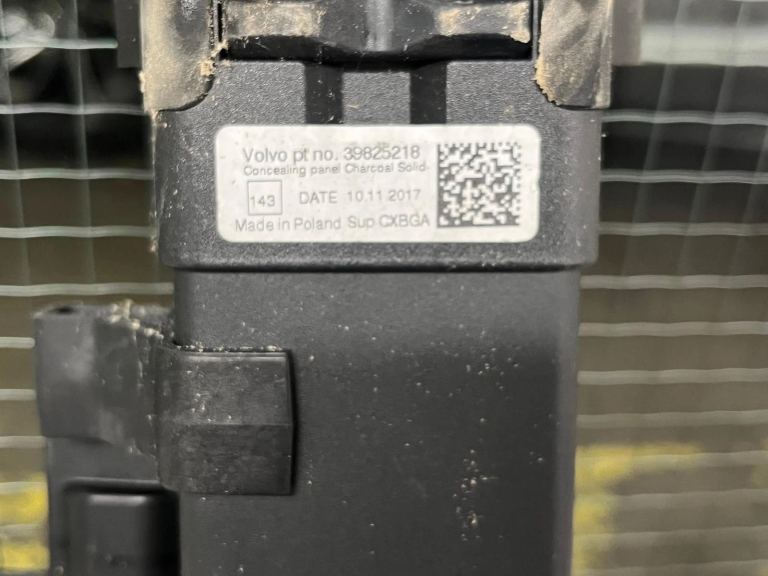 Volvo pt no. 39825218
Concealing panel Charcoal Solid
143 DATE 10.11.2017
Made in Poland Sup CXBGA